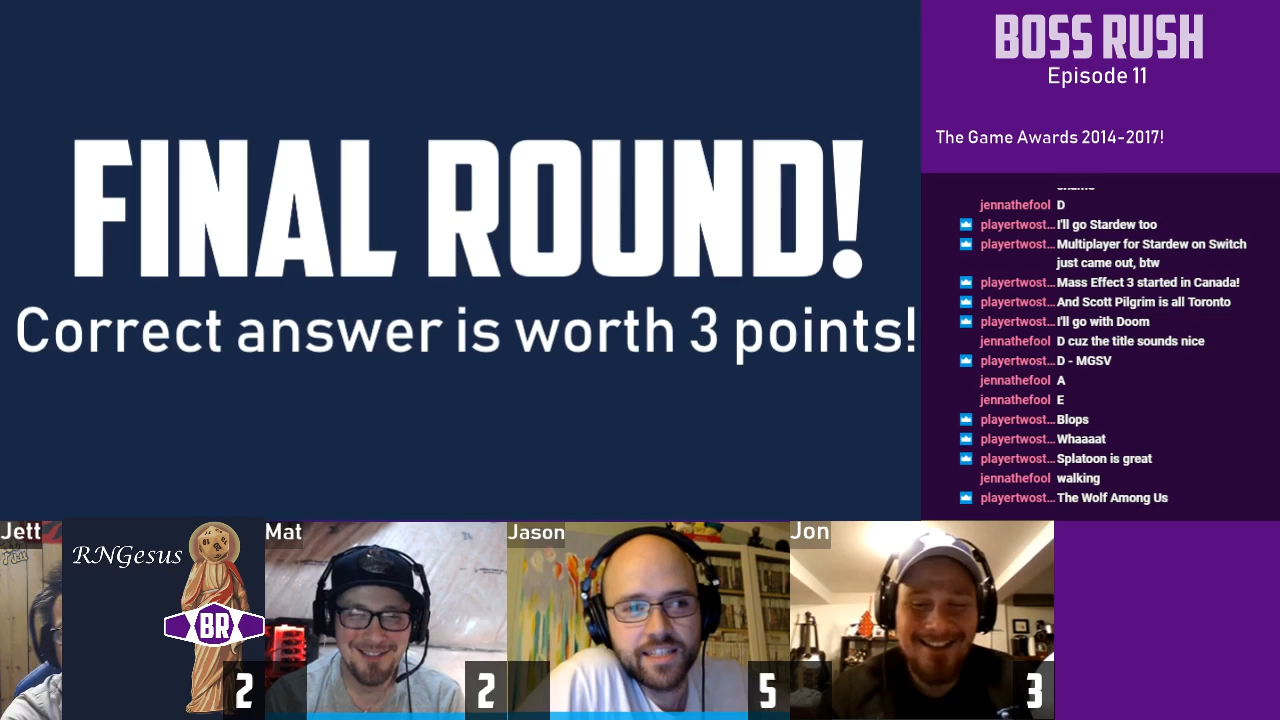 FINAL ROUND!
Correct answer is worth 3 points!
BOSS RUSH
Episode 11
The Game Awards 2014-2017!
jennathefool D
playertwost... I'll go Stardew too
playertwost... Multiplayer for Stardew on Switch
just came out, btw
playertwost... Mass Effect 3 started in Canada!
playertwost... And Scott Pilgrim is all Toronto
playertwost... I'll go with Doom
jennathefool D cuz the title sounds nice
playertwost... D - MGSV
jennathefool A
jennathefool E
playertwost... Blops
playertwost... Whaaaat
playertwost... Splatoon is great
jennathefool walking
playertwost... The Wolf Among Us
Jett
RNGesus
BR
2
Mat
2
Jason
5
Jon
3